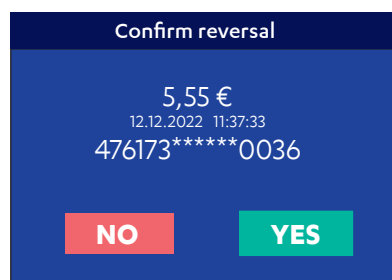 Confirm reversal
5,55 €
12.12.2022 11:37:33
476173******0036
NO YES